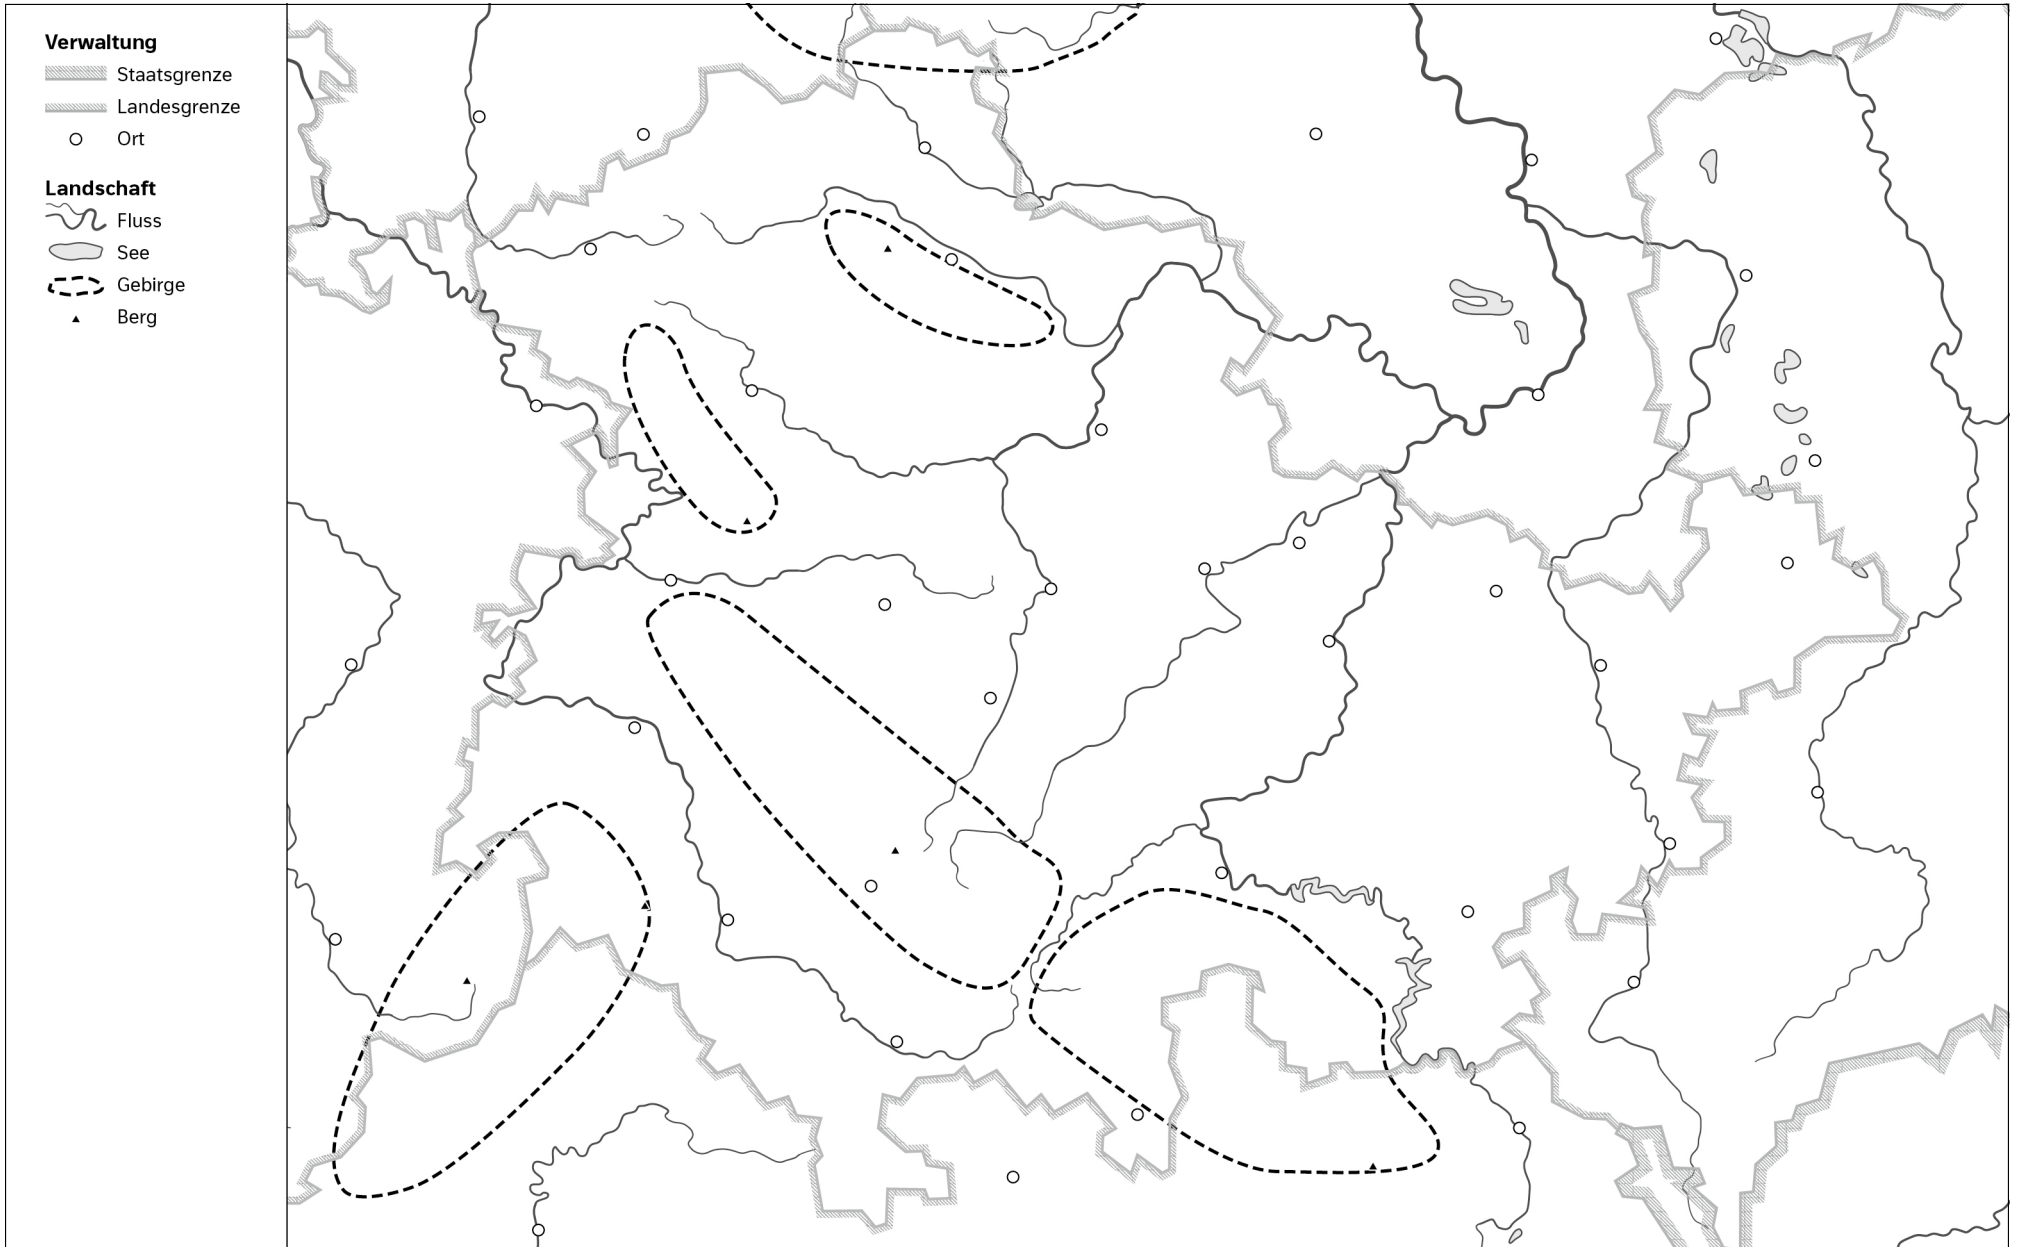 Verwaltung
Staatsgrenze
Landesgrenze
Ort
Landschaft
Fluss
See
Gebirge
Berg